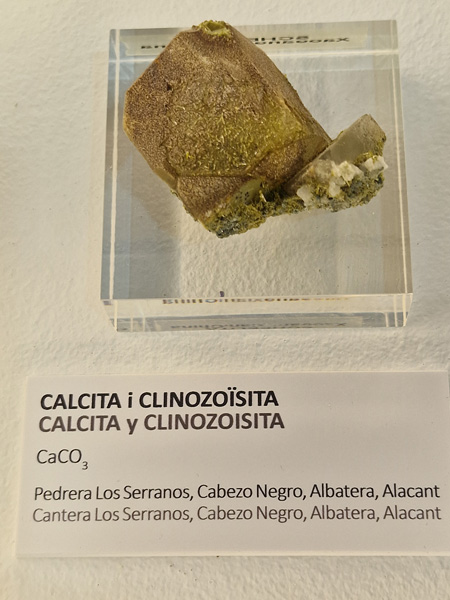 CALCITA i CLINOZOÏSITA
CALCITA y CLINOZOISITA
CaCO₃
Pedrera Los Serranos, Cabezo Negro, Albatera, Alacant
Cantera Los Serranos, Cabezo Negro, Albatera, Alacant